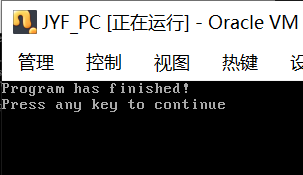 JYF_PC [正在运行] - Oracle VM
管理 控制 视图 热键
Program has finished!
Press any key to continue